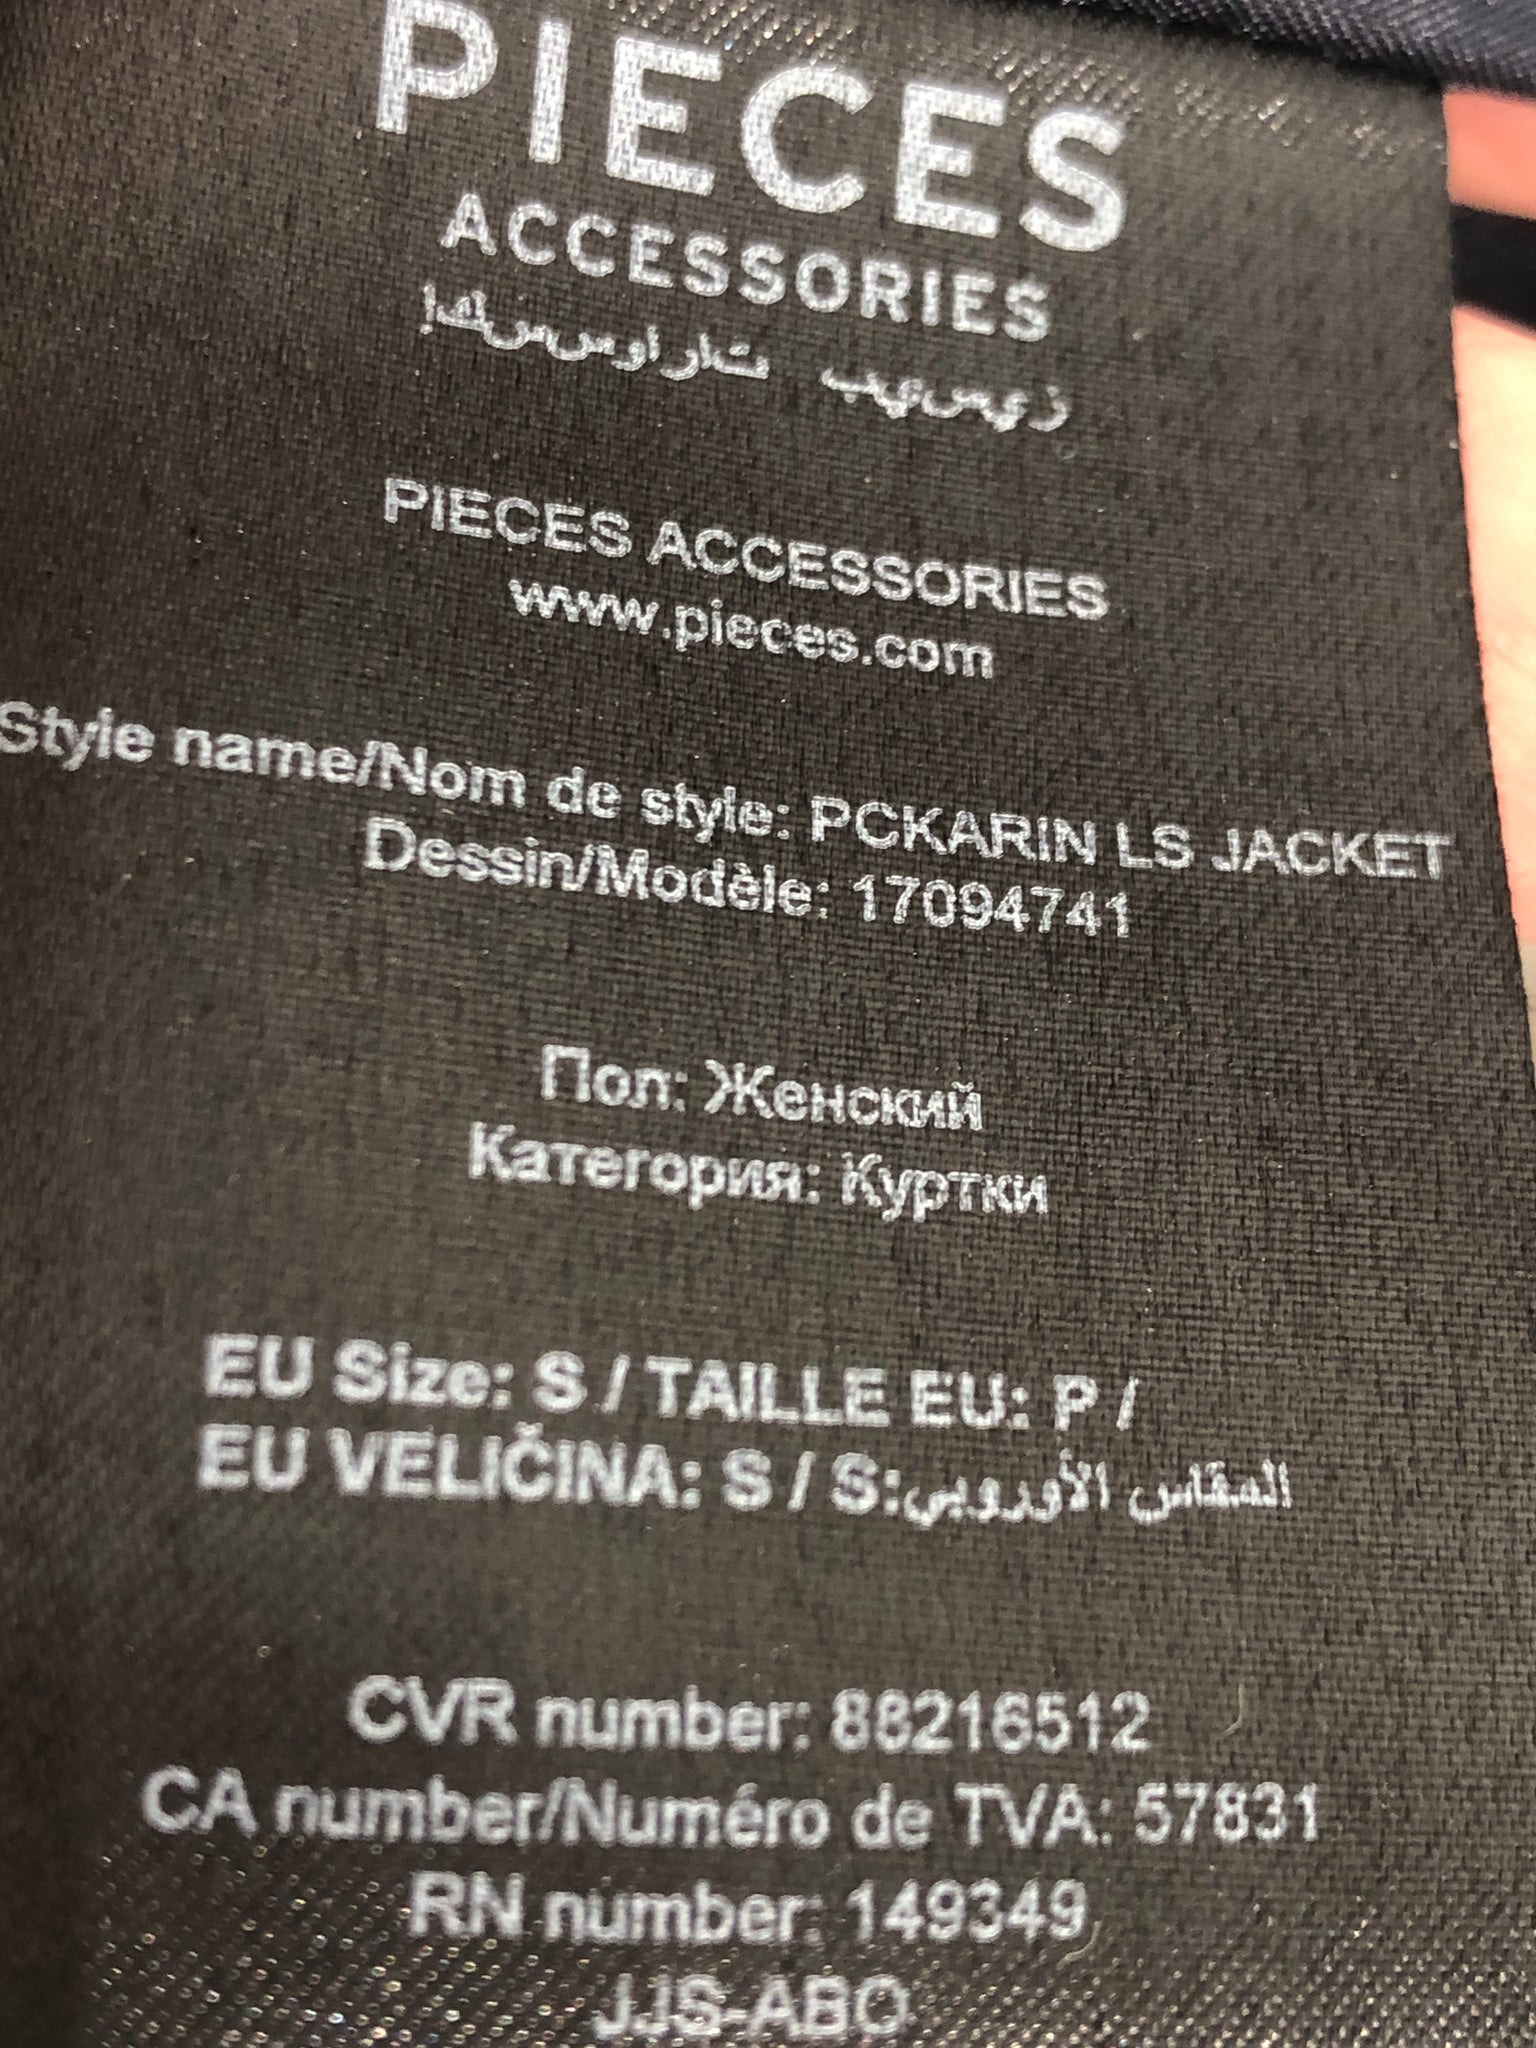 PIECES
ACCESSORIES
إكسسوارات بيسيز
PIECES ACCESSORIES
www.pieces.com
Style name/Nom de style: PCKARIN LS JACKET
Dessin/Modèle: 17094741
Пол: Женский
Категория: Куртки
EU Size: S / TAILLE EU: P /
EU VELIČINA: S / S:المقاس الأوروبي
CVR number: 88216512
CA number/Numéro de TVA: 57831
RN number: 149349
JJS-ABO